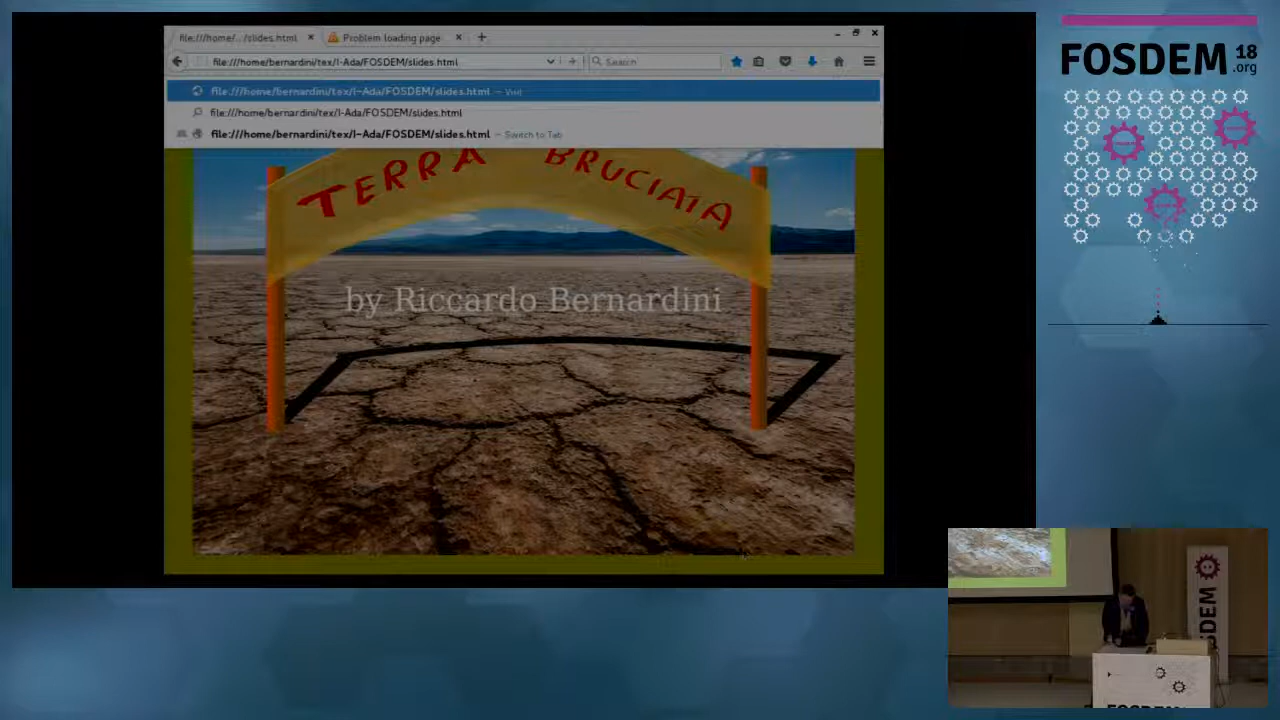 file:///home/.../slides.html
Problem loading page
file:///home/bernardini/tex/I-Ada/FOSDEM/slides.html
Search
file:///home/bernardini/tex/I-Ada/FOSDEM/slides.html — Visit
file:///home/bernardini/tex/I-Ada/FOSDEM/slides.html
file:///home/bernardini/tex/I-Ada/FOSDEM/slides.html — Switch to Tab
TERRA BRUCIATA
by Riccardo Bernardini
FOSDEM 18
.org
FOSDEM